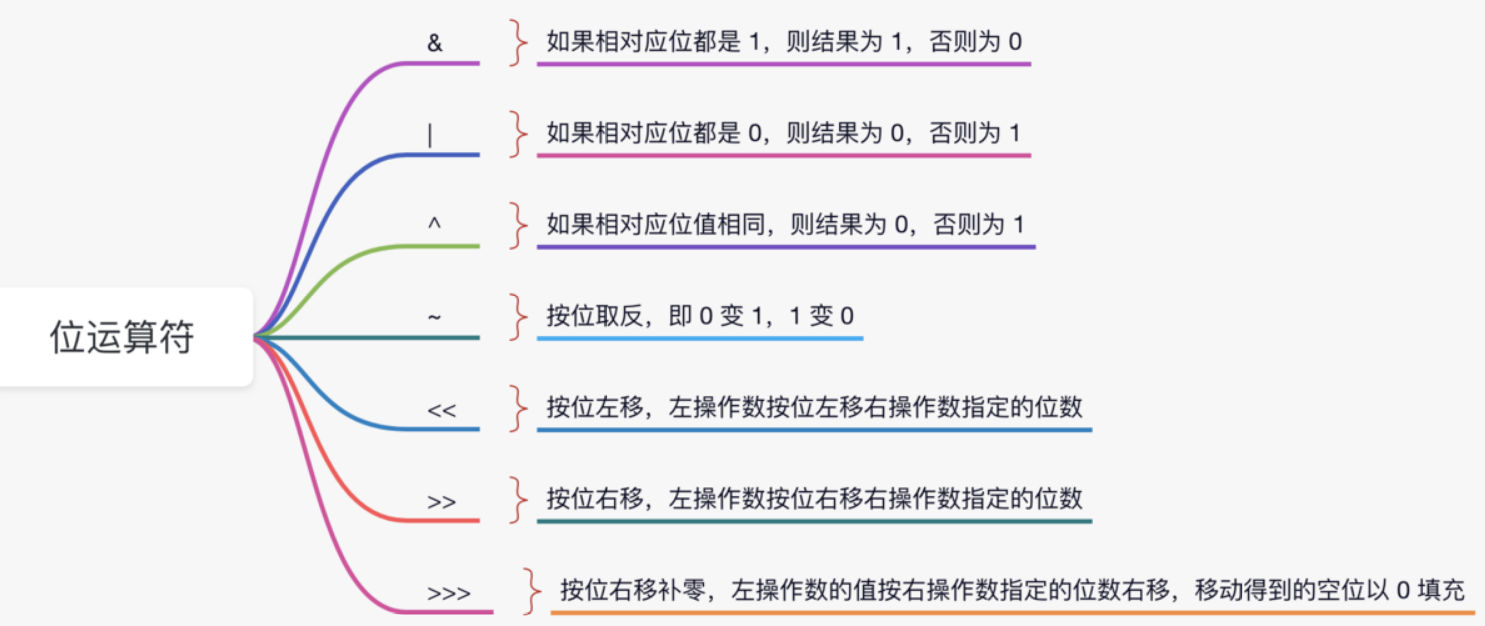 位运算符
&
如果相对应位都是 1，则结果为 1，否则为 0
|
如果相对应位都是 0，则结果为 0，否则为 1
^
如果相对应位值相同，则结果为 0，否则为 1
~
按位取反，即 0 变 1，1 变 0
<<
按位左移，左操作数按位左移右操作数指定的位数
>>
按位右移，左操作数按位右移右操作数指定的位数
>>>
按位右移补零，左操作数的值按右操作数指定的位数右移，移动得到的空位以 0 填充